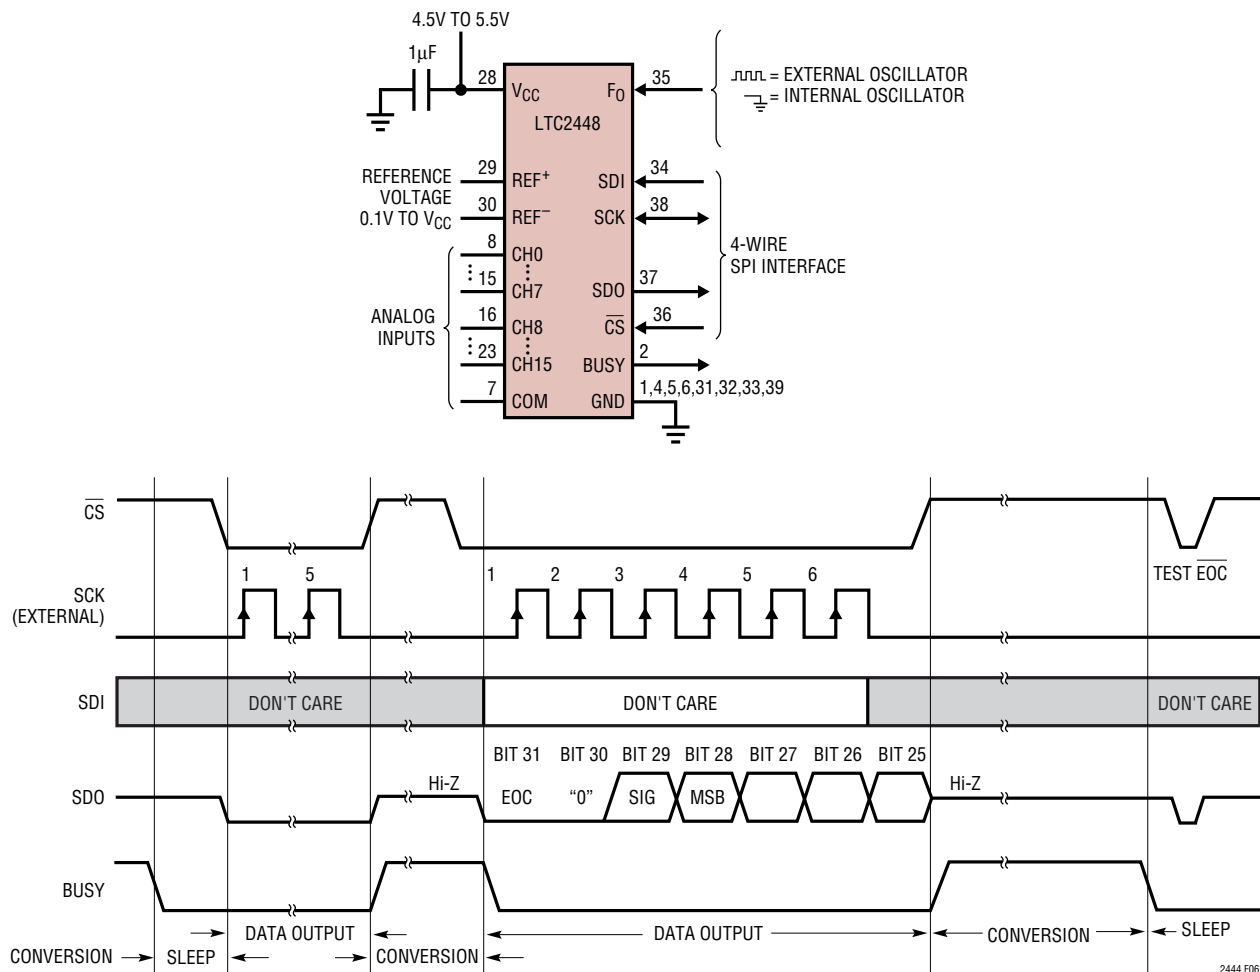 4.5V TO 5.5V
1µF
28
VCC
FO
35
= EXTERNAL OSCILLATOR
= INTERNAL OSCILLATOR
LTC2448
REFERENCE
VOLTAGE
0.1V TO VCC
29
REF+
SDI
34
30
REF–
SCK
38
4-WIRE
SPI INTERFACE
ANALOG
INPUTS
8
CH0
15
CH7
SDO
37
16
CH8
CS
36
23
CH15
BUSY
2
7
COM
GND
1,4,5,6,31,32,33,39
CS
TEST EOC
SCK
(EXTERNAL)
1
5
1
2
3
4
5
6
SDI
DON'T CARE
DON'T CARE
DON'T CARE
BIT 31
BIT 30
BIT 29
BIT 28
BIT 27
BIT 26
BIT 25
SDO
Hi-Z
EOC
“0”
SIG
MSB
Hi-Z
BUSY
DATA OUTPUT
DATA OUTPUT
CONVERSION
SLEEP
CONVERSION
SLEEP
CONVERSION
2444 F06